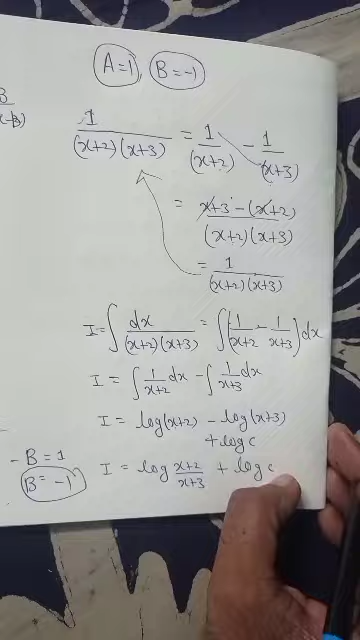 A=1 B=-1
B
x+3)
1/((x+2)(x+3)) = 1/(x+2) - 1/(x+3)
= (x+3-(x+2))/((x+2)(x+3))
= 1/((x+2)(x+3))
I=∫ dx/((x+2)(x+3)) = ∫(1/(x+2) - 1/(x+3))dx
I = ∫ 1/(x+2) dx - ∫ 1/(x+3) dx
I = log(x+2) - log(x+3)
+ log c
-B=1
B=-1
I = log (x+2)/(x+3) + log c